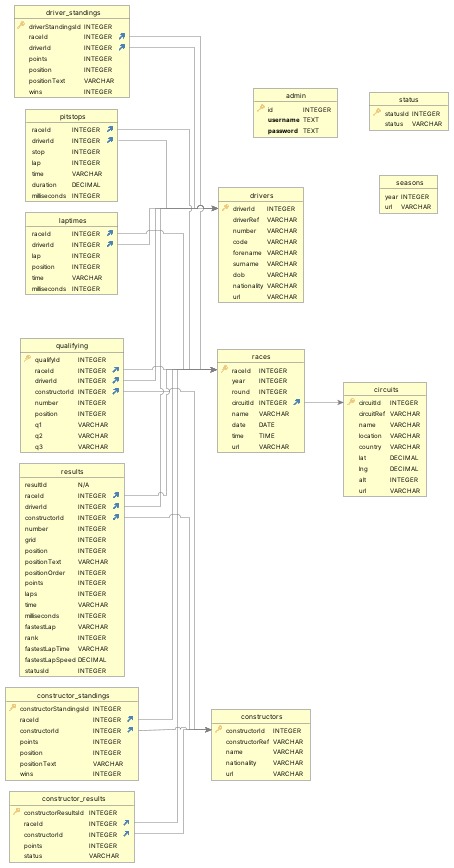 driver_standings
driverStandingsId INTEGER
raceId INTEGER
driverId INTEGER
points INTEGER
position INTEGER
positionText VARCHAR
wins INTEGER
pitstops
raceId INTEGER
driverId INTEGER
stop INTEGER
lap INTEGER
time VARCHAR
duration DECIMAL
milliseconds INTEGER
laptimes
raceId INTEGER
driverId INTEGER
lap INTEGER
position INTEGER
time VARCHAR
milliseconds INTEGER
qualifying
qualifyId INTEGER
raceId INTEGER
driverId INTEGER
constructorId INTEGER
number INTEGER
position INTEGER
q1 VARCHAR
q2 VARCHAR
q3 VARCHAR
results
resultId N/A
raceId INTEGER
driverId INTEGER
constructorId INTEGER
number INTEGER
grid INTEGER
position INTEGER
positionText VARCHAR
positionOrder INTEGER
points INTEGER
laps INTEGER
time VARCHAR
milliseconds INTEGER
fastestLap VARCHAR
rank INTEGER
fastestLapTime VARCHAR
fastestLapSpeed DECIMAL
statusId INTEGER
constructor_standings
constructorStandingsId INTEGER
raceId INTEGER
constructorId INTEGER
points INTEGER
position INTEGER
positionText VARCHAR
wins INTEGER
constructor_results
constructorResultsId INTEGER
raceId INTEGER
constructorId INTEGER
points INTEGER
status VARCHAR
admin
id INTEGER
username TEXT
password TEXT
status
statusId INTEGER
status VARCHAR
seasons
year INTEGER
url VARCHAR
drivers
driverId INTEGER
driverRef VARCHAR
number VARCHAR
code VARCHAR
forename VARCHAR
surname VARCHAR
dob VARCHAR
nationality VARCHAR
url VARCHAR
races
raceId INTEGER
year INTEGER
round INTEGER
circuitId INTEGER
name VARCHAR
date DATE
time TIME
url VARCHAR
circuits
circuitId INTEGER
circuitRef VARCHAR
name VARCHAR
location VARCHAR
country VARCHAR
lat DECIMAL
lng DECIMAL
alt INTEGER
url VARCHAR
constructors
constructorId INTEGER
constructorRef VARCHAR
name VARCHAR
nationality VARCHAR
url VARCHAR